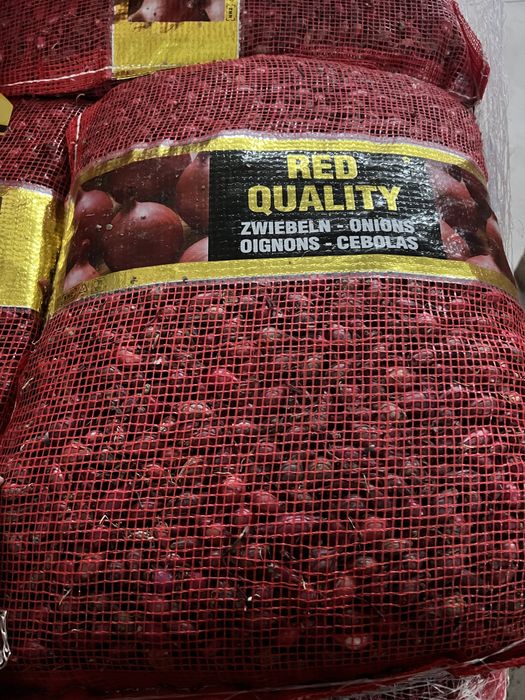 RED
QUALITY
ZWIEBELN - ONIONS
OIGNONS - CEBOLAS